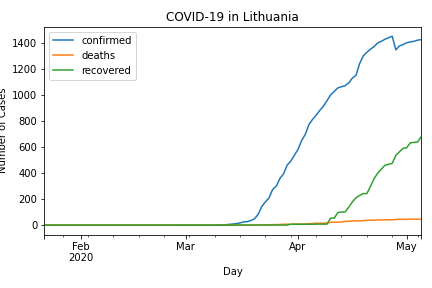 COVID-19 in Lithuania
confirmed
deaths
recovered
1400
1200
1000
800
600
400
200
0
Number of Cases
Feb
2020
Mar
Apr
May
Day